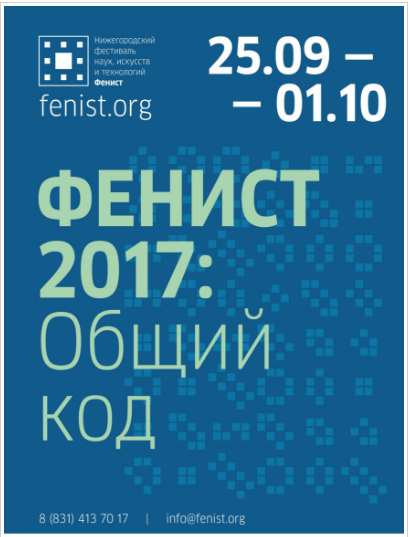 Нижегородский
фестиваль
наук, искусств
и технологий
Фенист
fenist.org
25.09 –
– 01.10
ФЕНИСТ
2017:
Общий
код
8 (831) 413 70 17 | info@fenist.org